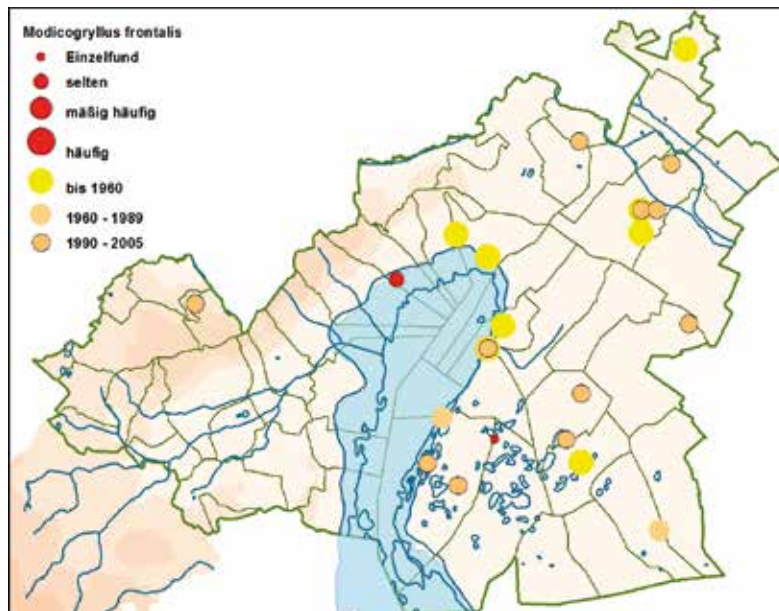 Modicogryllus frontalis
Einzelfund
selten
mäßig häufig
häufig
bis 1960
1960 - 1989
1990 - 2005